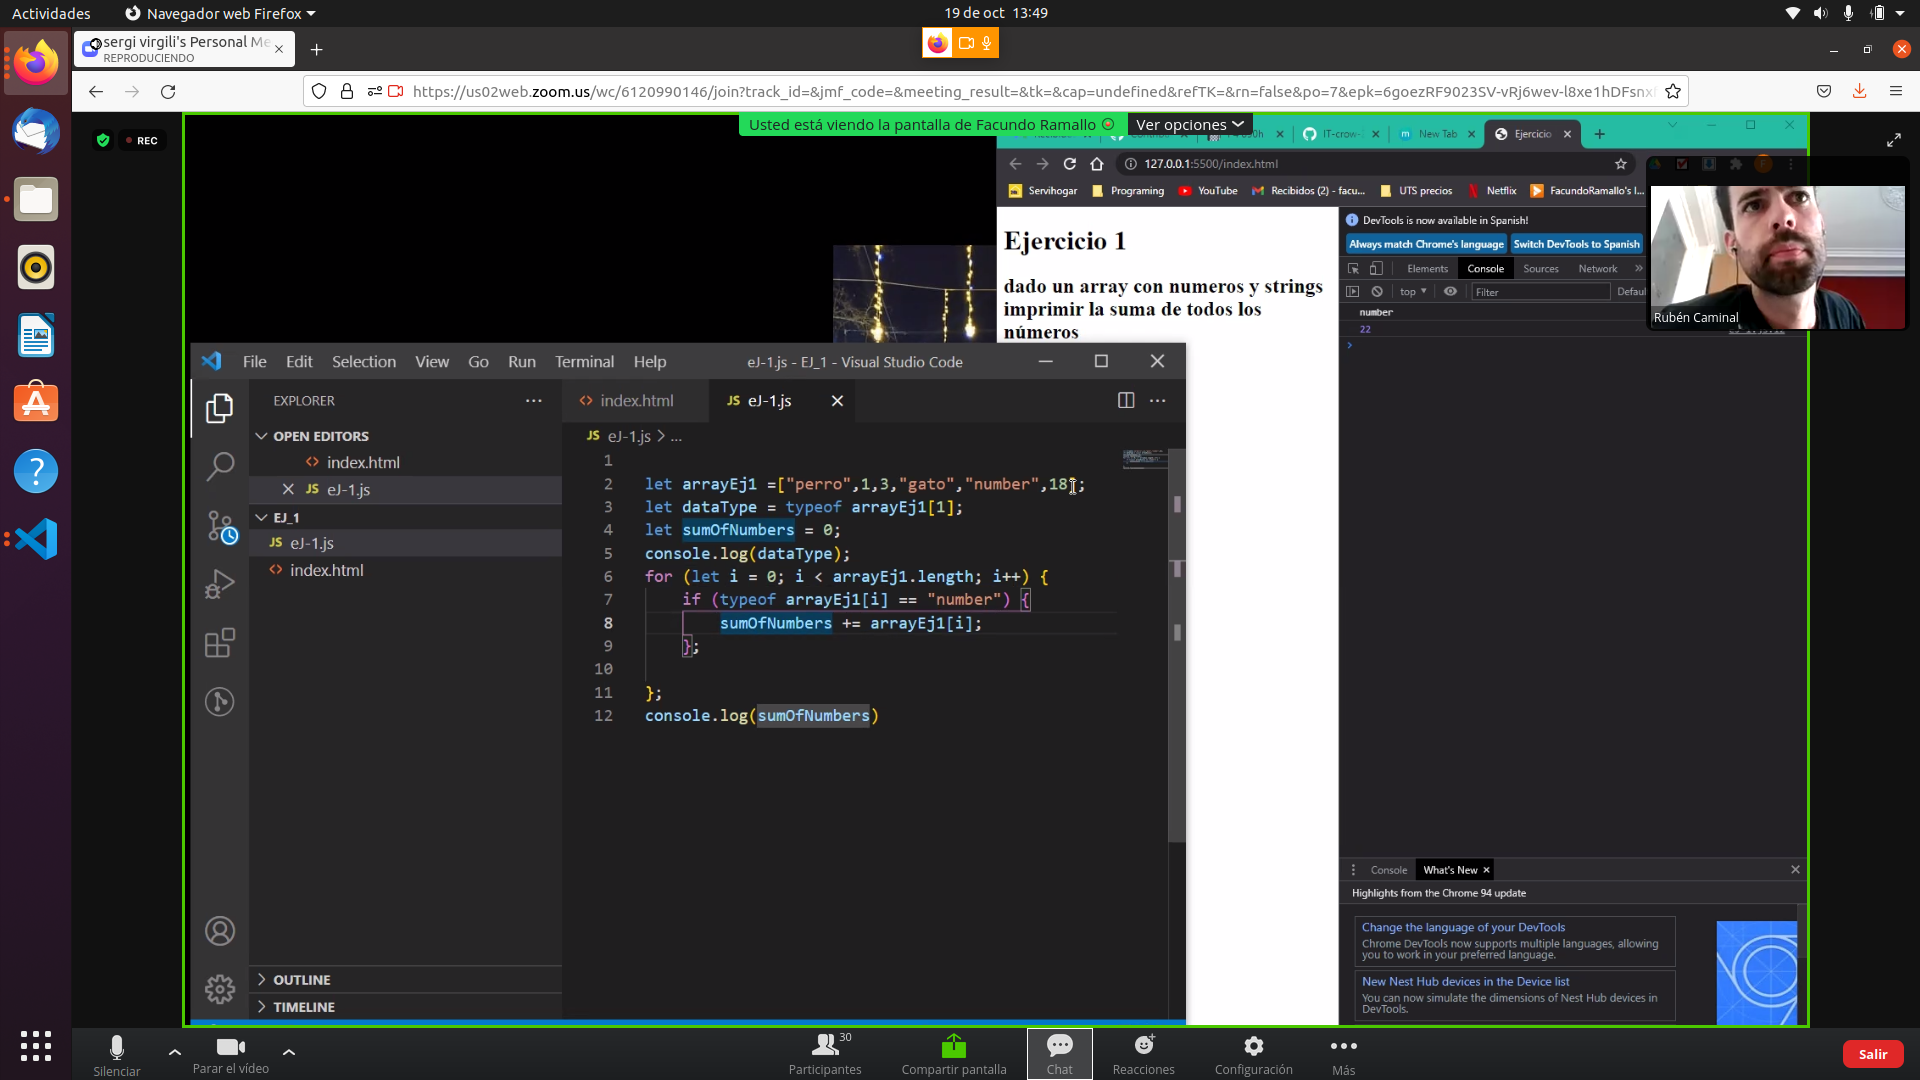 Actividades
Navegador web Firefox
19 de oct 13:49
sergi virgili's Personal Me
REPRODUCIENDO
https://us02web.zoom.us/wc/6120990146/join?track_id=&jmf_code=&meeting_result=&tk=&cap=undefined&refTK=&rn=false&po=7&epk=6goezRF9023SV-vRj6wev-l8xe1hDFsnx
REC
Usted está viendo la pantalla de Facundo Ramallo
Ver opciones
IT-crow-
New Tab
Ejercicio
127.0.0.1:5500/index.html
Servihogar
Programing
YouTube
Recibidos (2) - facu...
UTS precios
Netflix
FacundoRamallo's I...
Ejercicio 1
dado un array con numeros y strings
imprimir la suma de todos los
números
DevTools is now available in Spanish!
Always match Chrome's language
Switch DevTools to Spanish
Elements
Console
Sources
Network
»
top
Filter
Defau
number
22
Rubén Caminal
File
Edit
Selection
View
Go
Run
Terminal
Help
eJ-1.js - EJ_1 - Visual Studio Code
EXPLORER
OPEN EDITORS
index.html
JS eJ-1.js
EJ_1
JS eJ-1.js
index.html
OUTLINE
TIMELINE
index.html
JS eJ-1.js
JS eJ-1.js > ...
1
2 let arrayEj1 =["perro",1,3,"gato","number",18];
3 let dataType = typeof arrayEj1[1];
4 let sumOfNumbers = 0;
5 console.log(dataType);
6 for (let i = 0; i < arrayEj1.length; i++) {
7 if (typeof arrayEj1[i] == "number") {
8 sumOfNumbers += arrayEj1[i];
9 };
10
11 };
12 console.log(sumOfNumbers)
Console
What's New
Highlights from the Chrome 94 update
Change the language of your DevTools
Chrome DevTools now supports multiple languages, allowing
you to work in your preferred language.
New Nest Hub devices in the Device list
You can now simulate the dimensions of Nest Hub devices in
DevTools.
Silenciar
Parar el vídeo
30
Participantes
Compartir pantalla
Chat
Reacciones
Configuración
Más
Salir